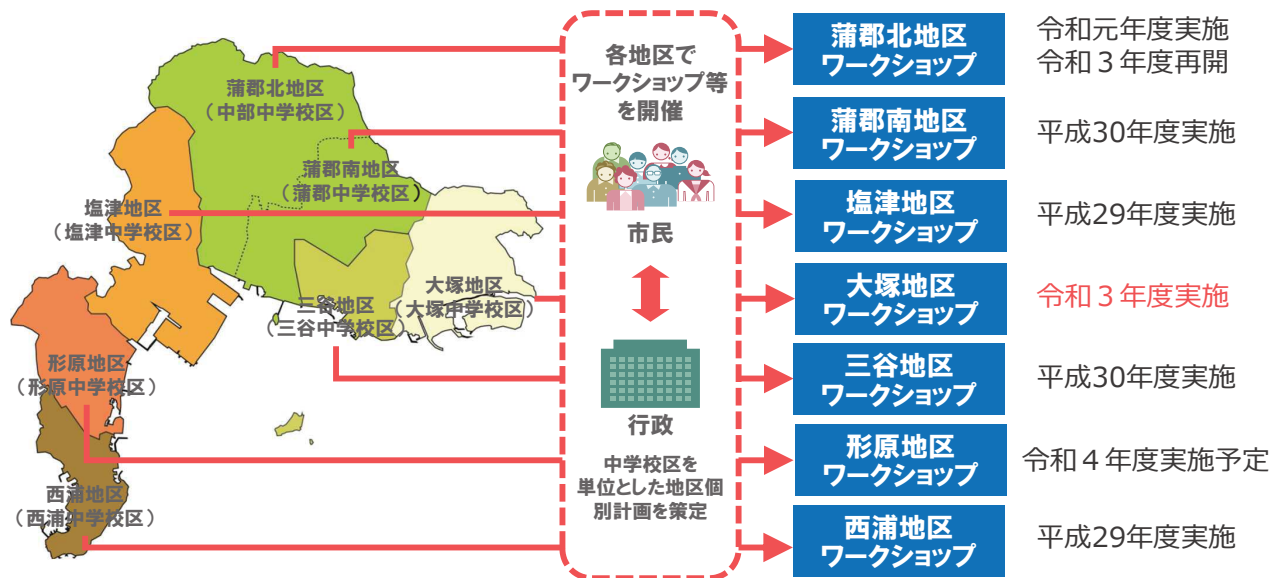 蒲郡北地区
（中部中学校区）
蒲郡南地区
（蒲郡中学校区）
塩津地区
（塩津中学校区）
大塚地区
（大塚中学校区）
三谷地区
（三谷中学校区）
形原地区
（形原中学校区）
西浦地区
（西浦中学校区）
各地区で
ワークショップ等
を開催
市民
行政
中学校区を
単位とした地区個
別計画を策定
蒲郡北地区
ワークショップ
令和元年度実施
令和３年度再開
蒲郡南地区
ワークショップ
平成30年度実施
塩津地区
ワークショップ
平成29年度実施
大塚地区
ワークショップ
令和３年度実施
三谷地区
ワークショップ
平成30年度実施
形原地区
ワークショップ
令和４年度実施予定
西浦地区
ワークショップ
平成29年度実施